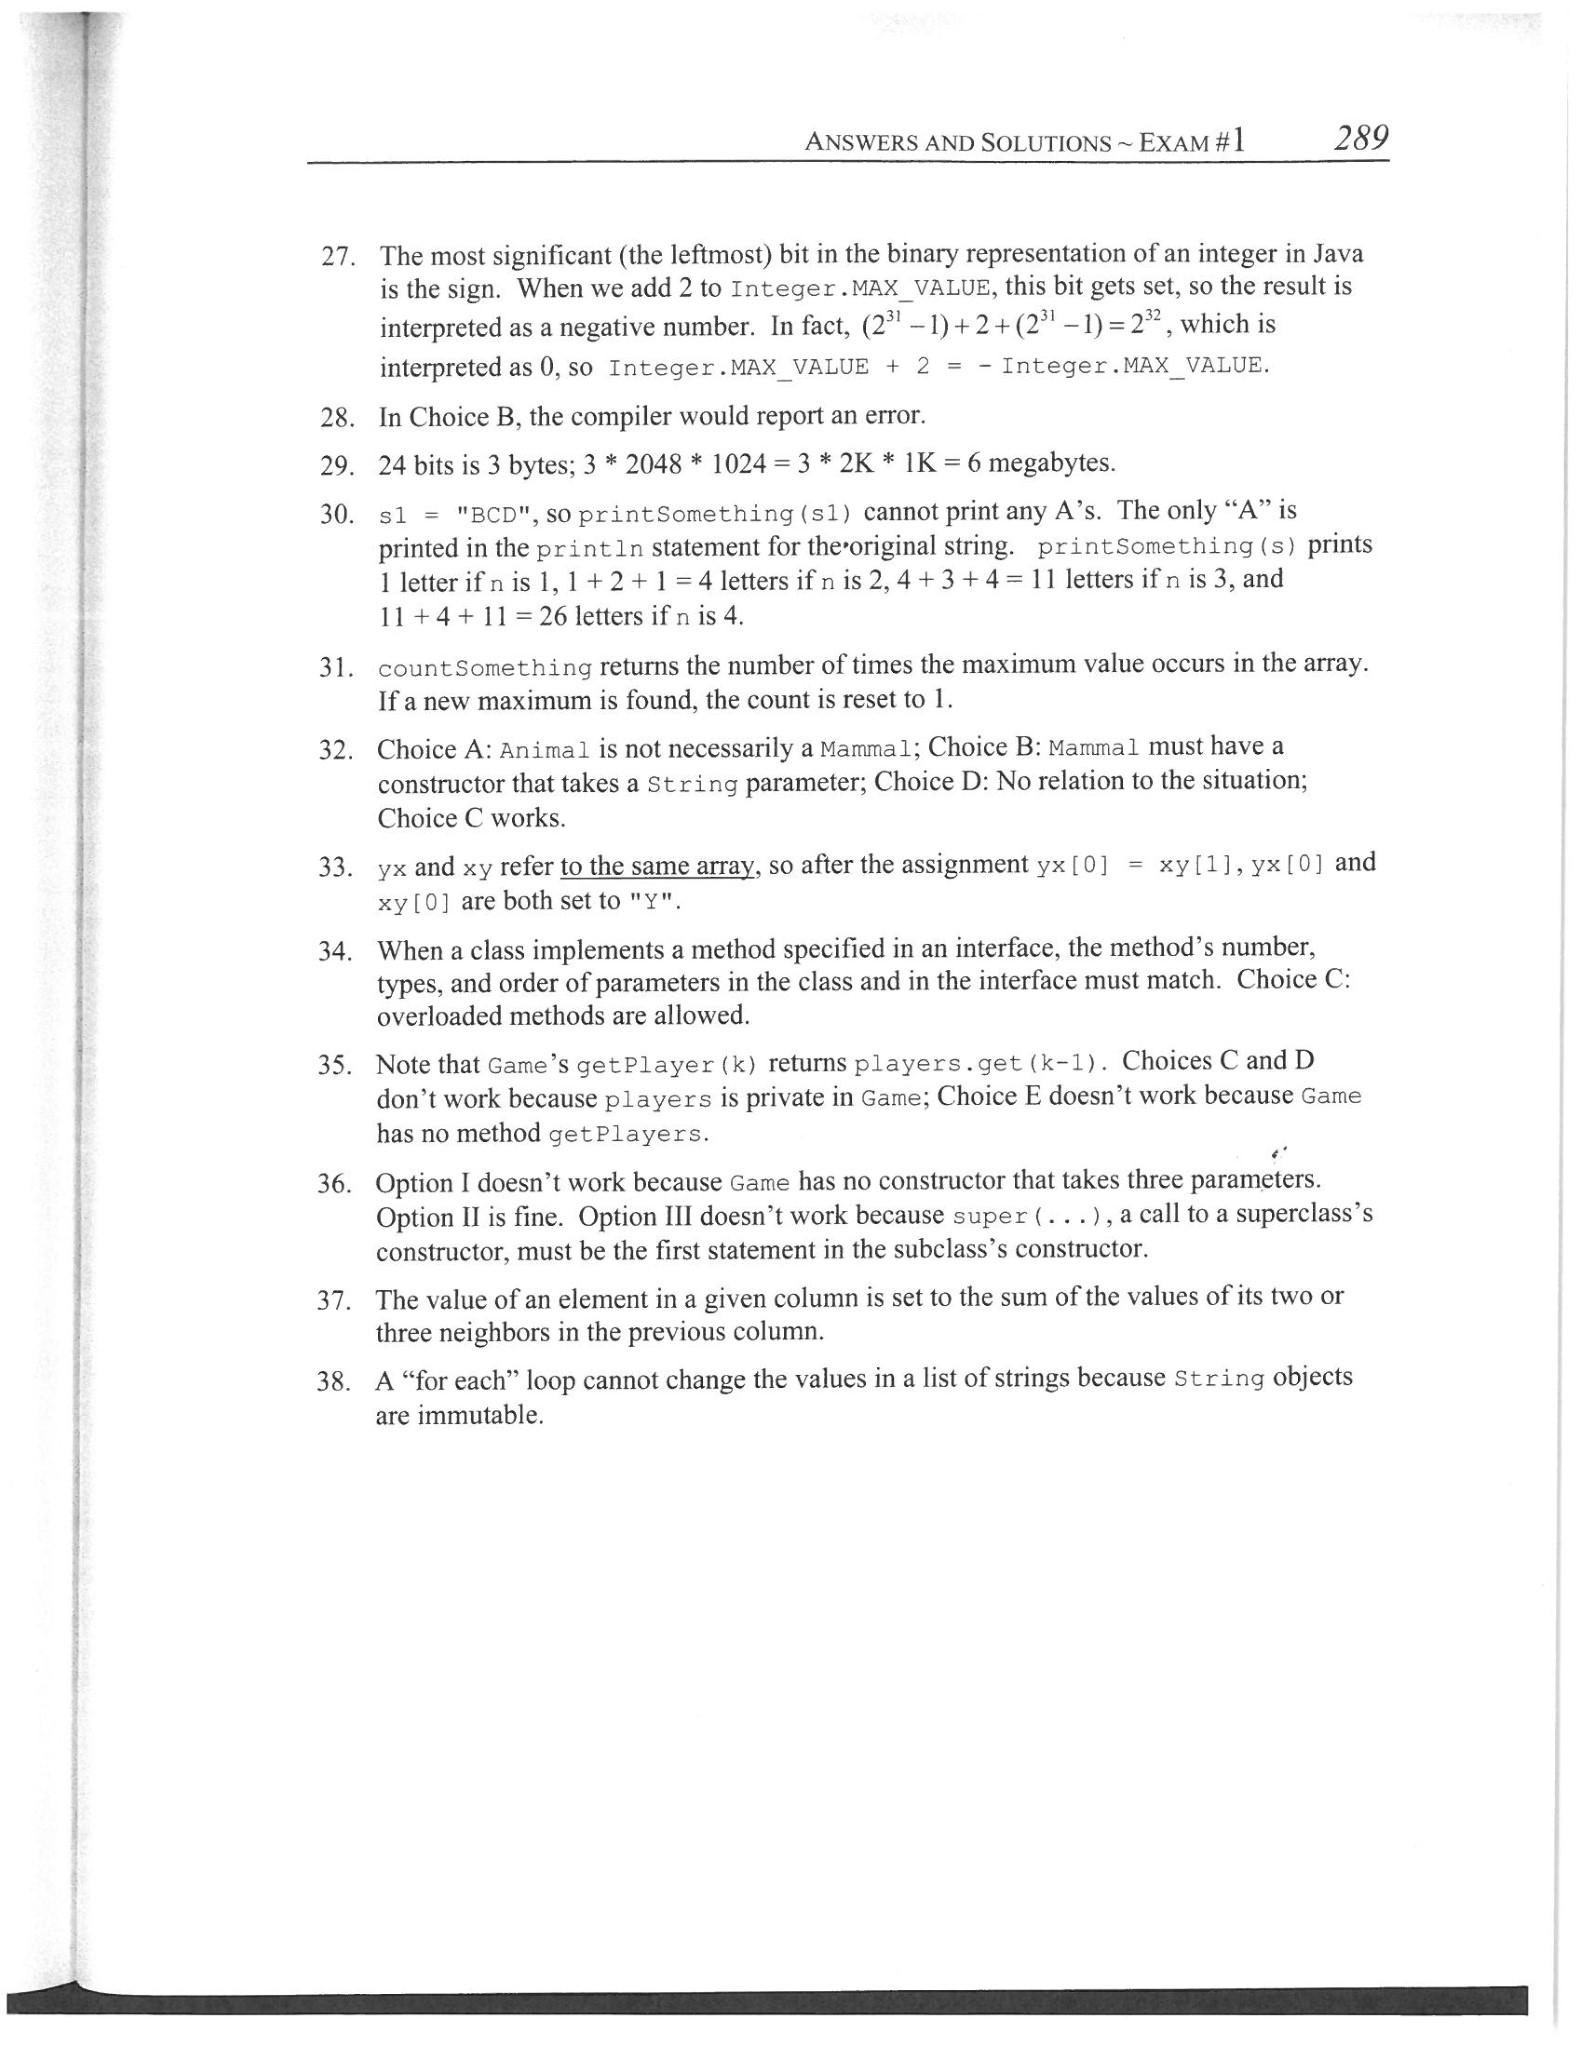 ANSWERS AND SOLUTIONS ~ EXAM #1 289
27. The most significant (the leftmost) bit in the binary representation of an integer in Java
is the sign. When we add 2 to Integer.MAX_VALUE, this bit gets set, so the result is
interpreted as a negative number. In fact, (2³¹ − 1) + 2 + (2³¹ − 1) = 2³², which is
interpreted as 0, so Integer.MAX_VALUE + 2 = - Integer.MAX_VALUE.
28. In Choice B, the compiler would report an error.
29. 24 bits is 3 bytes; 3 * 2048 * 1024 = 3 * 2K * 1K = 6 megabytes.
30. s1 = "BCD", so printSomething(s1) cannot print any A’s. The only “A” is
printed in the println statement for the original string. printSomething(s) prints
1 letter if n is 1, 1 + 2 + 1 = 4 letters if n is 2, 4 + 3 + 4 = 11 letters if n is 3, and
11 + 4 + 11 = 26 letters if n is 4.
31. countSomething returns the number of times the maximum value occurs in the array.
If a new maximum is found, the count is reset to 1.
32. Choice A: Animal is not necessarily a Mammal; Choice B: Mammal must have a
constructor that takes a String parameter; Choice D: No relation to the situation;
Choice C works.
33. yx and xy refer to the same array, so after the assignment yx[0] = xy[1], yx[0] and
xy[0] are both set to "Y".
34. When a class implements a method specified in an interface, the method’s number,
types, and order of parameters in the class and in the interface must match. Choice C:
overloaded methods are allowed.
35. Note that Game’s getPlayer(k) returns players.get(k-1). Choices C and D
don’t work because players is private in Game; Choice E doesn’t work because Game
has no method getPlayers.
36. Option I doesn’t work because Game has no constructor that takes three parameters.
Option II is fine. Option III doesn’t work because super(...), a call to a superclass’s
constructor, must be the first statement in the subclass’s constructor.
37. The value of an element in a given column is set to the sum of the values of its two or
three neighbors in the previous column.
38. A “for each” loop cannot change the values in a list of strings because String objects
are immutable.